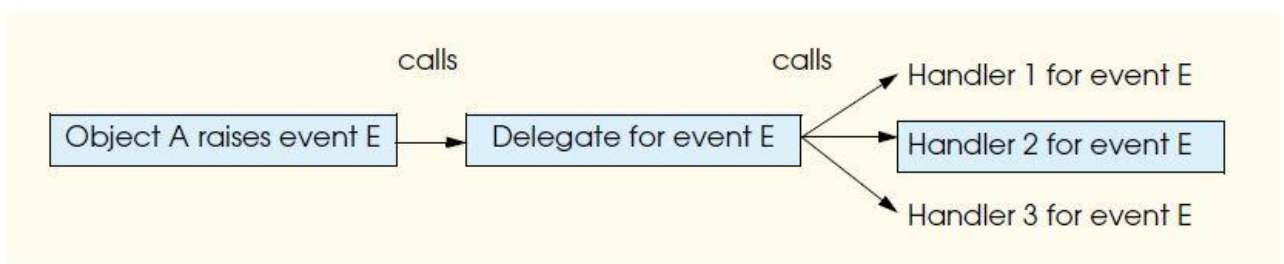 calls
calls
Handler 1 for event E
Object A raises event E
Delegate for event E
Handler 2 for event E
Handler 3 for event E